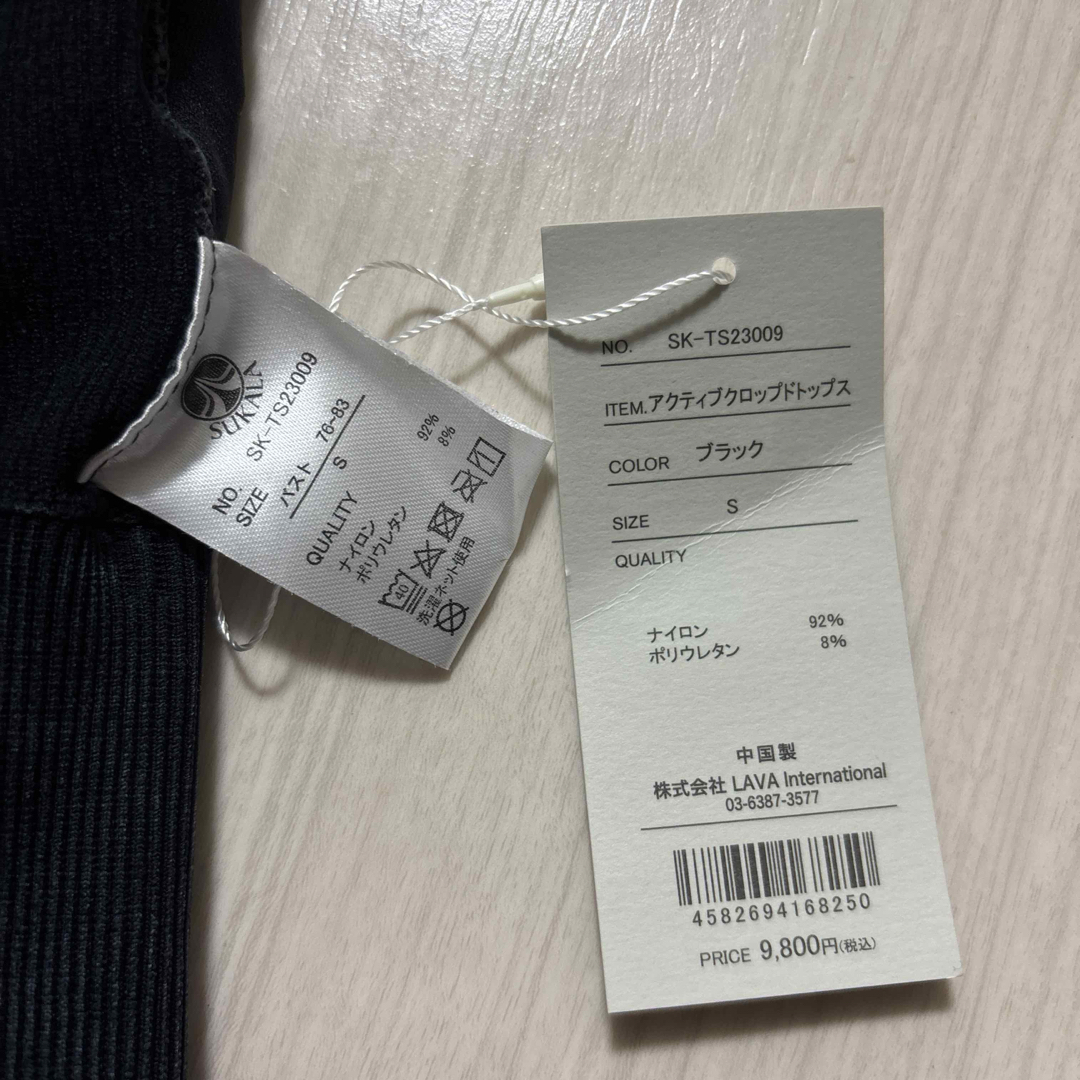 SUKALA
NO. SK-TS23009
SIZE バスト 76-83
S
QUALITY
ナイロン 92%
ポリウレタン 8%
40
洗濯ネット使用
NO. SK-TS23009
ITEM. アクティブクロップドトップス
COLOR ブラック
SIZE S
QUALITY
ナイロン 92%
ポリウレタン 8%
中国製
株式会社 LAVA International
03-6387-3577
4582694168250
PRICE 9,800円(税込)